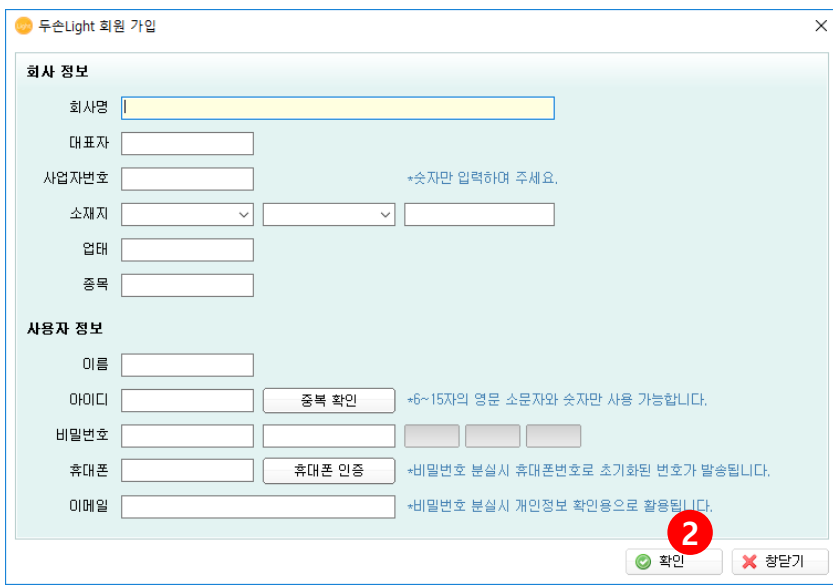 두손Light 회원 가입
회사 정보
회사명
대표자
사업자번호 *숫자만 입력하며 주세요.
소재지
업태
종목
사용자 정보
이름
아이디 중복 확인 *6~15자의 영문 소문자와 숫자만 사용 가능합니다.
비밀번호
휴대폰 휴대폰 인증 *비밀번호 분실시 휴대폰번호로 초기화된 번호가 발송됩니다.
이메일 *비밀번호 분실시 개인정보 확인용으로 활용됩니다.
2
확인 창닫기